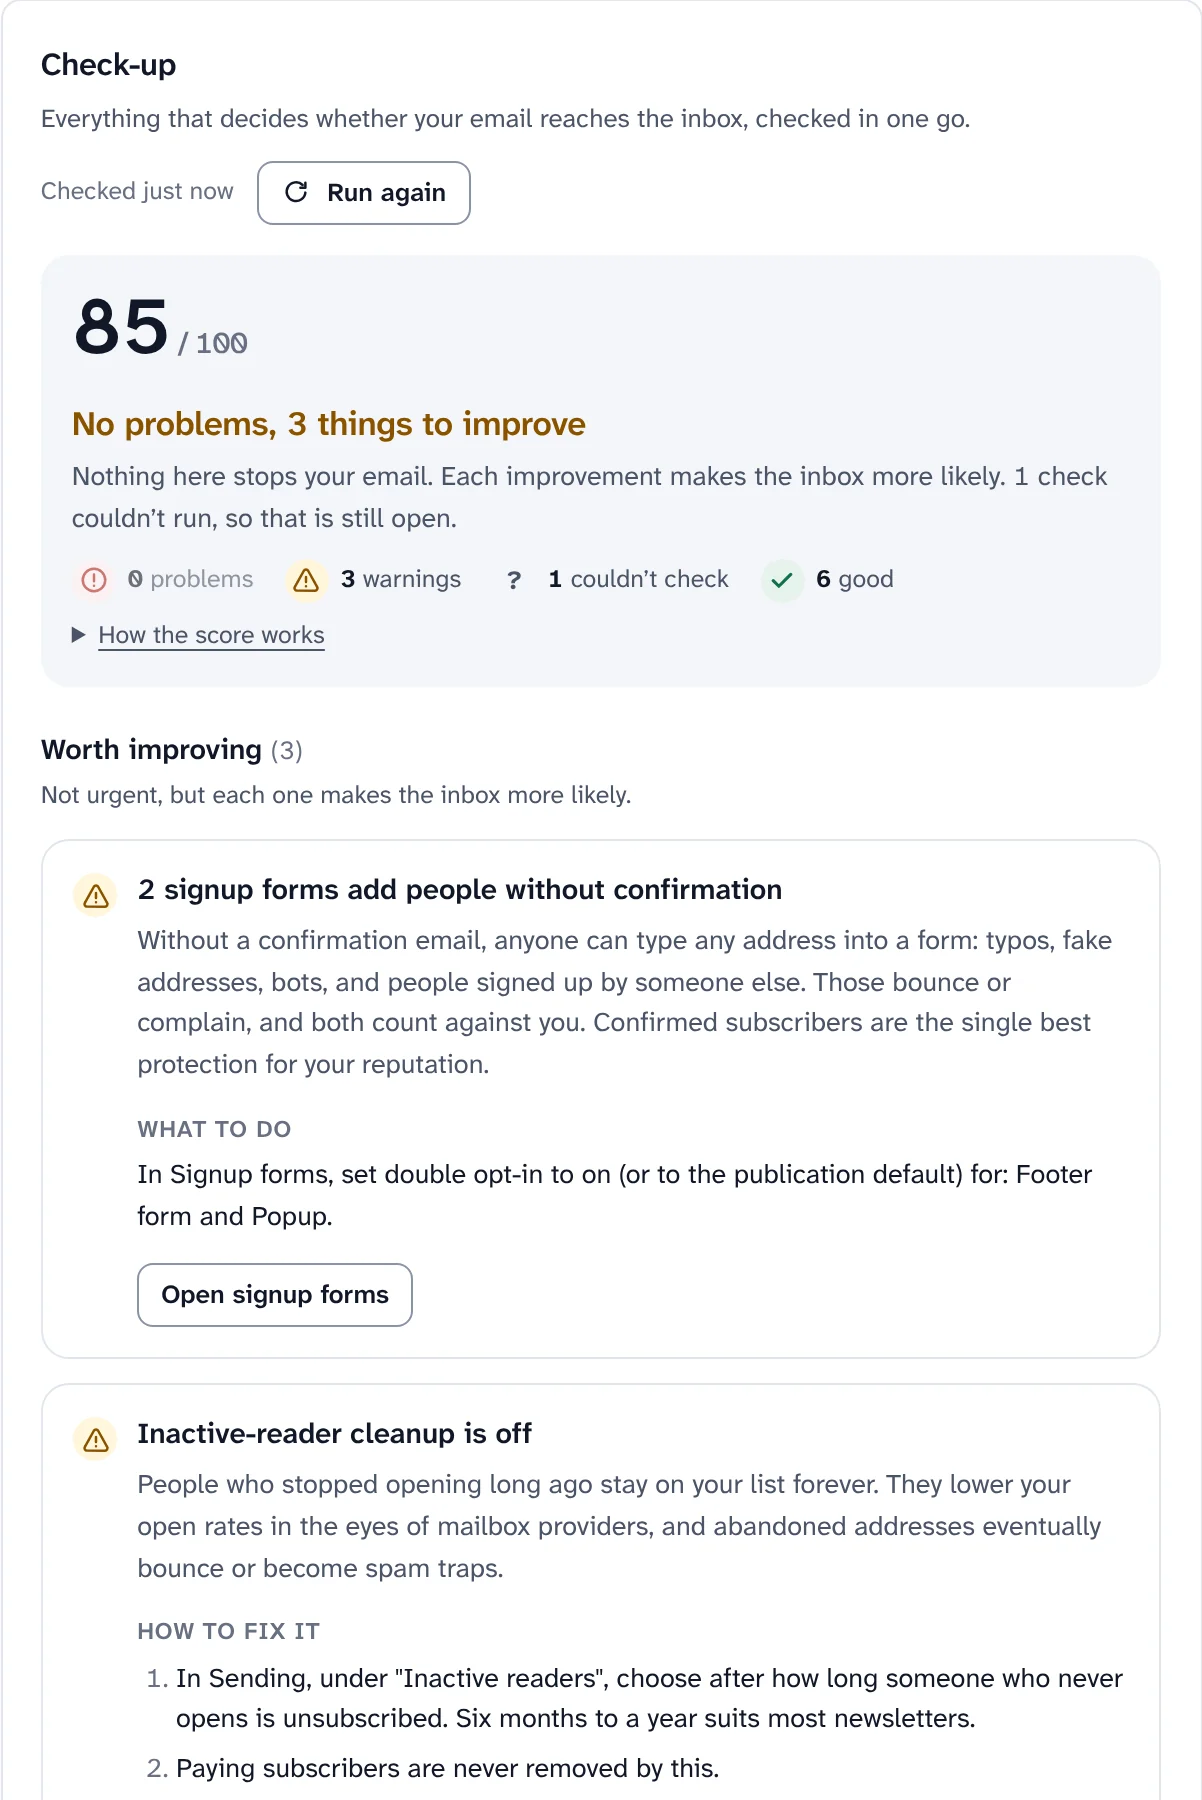 Check-up
Everything that decides whether your email reaches the inbox, checked in one go.
Checked just now
Run again
85 / 100
No problems, 3 things to improve
Nothing here stops your email. Each improvement makes the inbox more likely. 1 check
couldn’t run, so that is still open.
0 problems
3 warnings
? 1 couldn’t check
6 good
How the score works
Worth improving (3)
Not urgent, but each one makes the inbox more likely.
2 signup forms add people without confirmation
Without a confirmation email, anyone can type any address into a form: typos, fake
addresses, bots, and people signed up by someone else. Those bounce or
complain, and both count against you. Confirmed subscribers are the single best
protection for your reputation.
WHAT TO DO
In Signup forms, set double opt-in to on (or to the publication default) for: Footer
form and Popup.
Open signup forms
Inactive-reader cleanup is off
People who stopped opening long ago stay on your list forever. They lower your
open rates in the eyes of mailbox providers, and abandoned addresses eventually
bounce or become spam traps.
HOW TO FIX IT
1. In Sending, under "Inactive readers", choose after how long someone who never
opens is unsubscribed. Six months to a year suits most newsletters.
2. Paying subscribers are never removed by this.